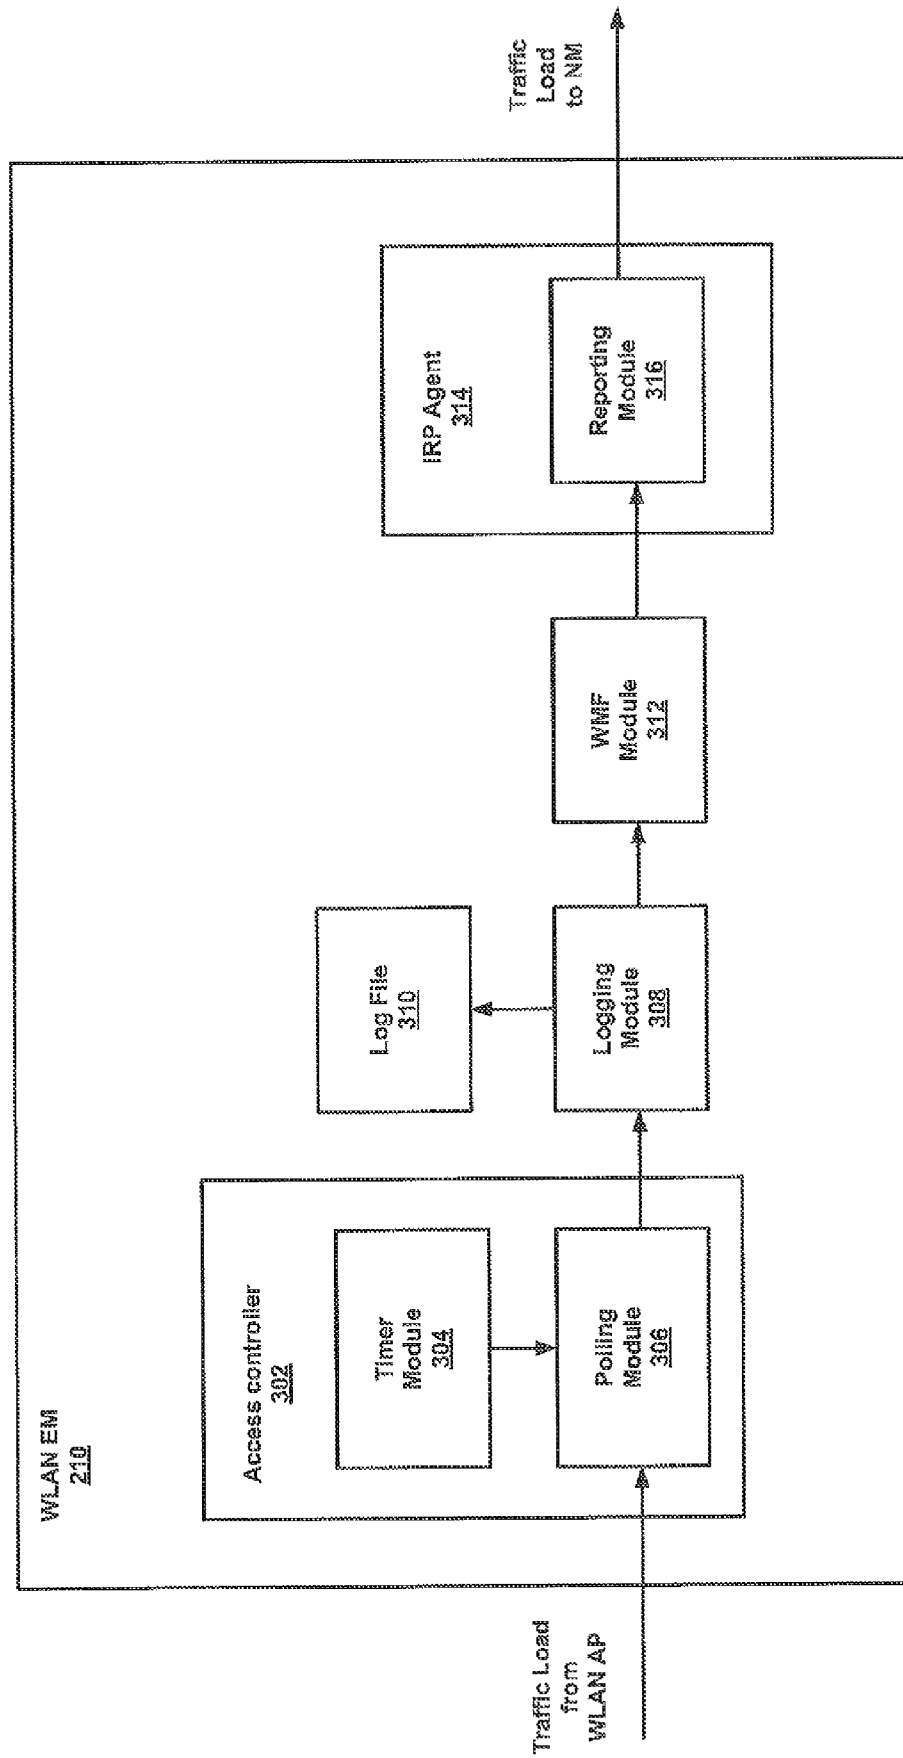 WLAN EM
210
Access controller
302
Timer
Module
304
Polling
Module
306
Log File
310
Logging
Module
308
WMF
Module
312
IRP Agent
314
Reporting
Module
316
Traffic Load
from
WLAN AP
Traffic
Load
to NM